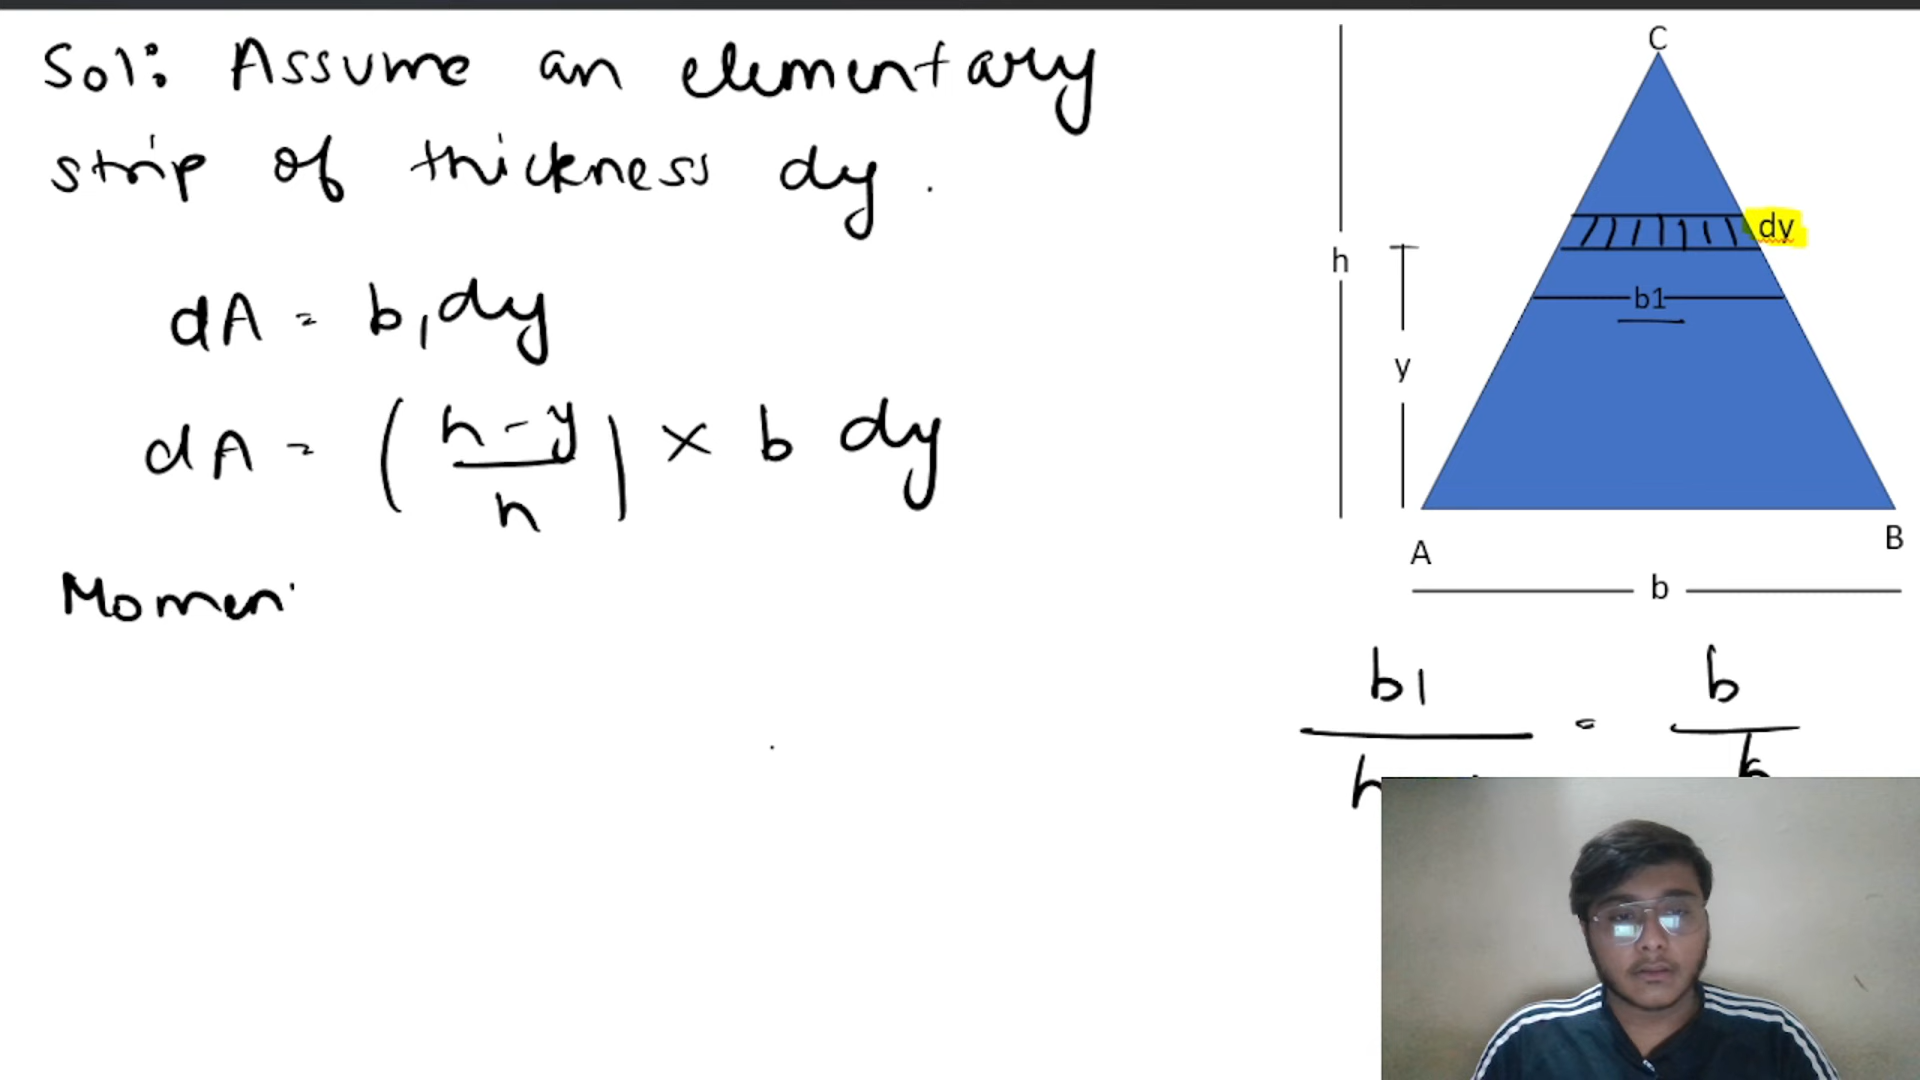 Sol: Assume an elementary
strip of thickness dy.
dA = b1dy
dA = (h-y/h) × b dy
Momen
C
dy
h
b1
y
A
B
b
b1/h = b/h